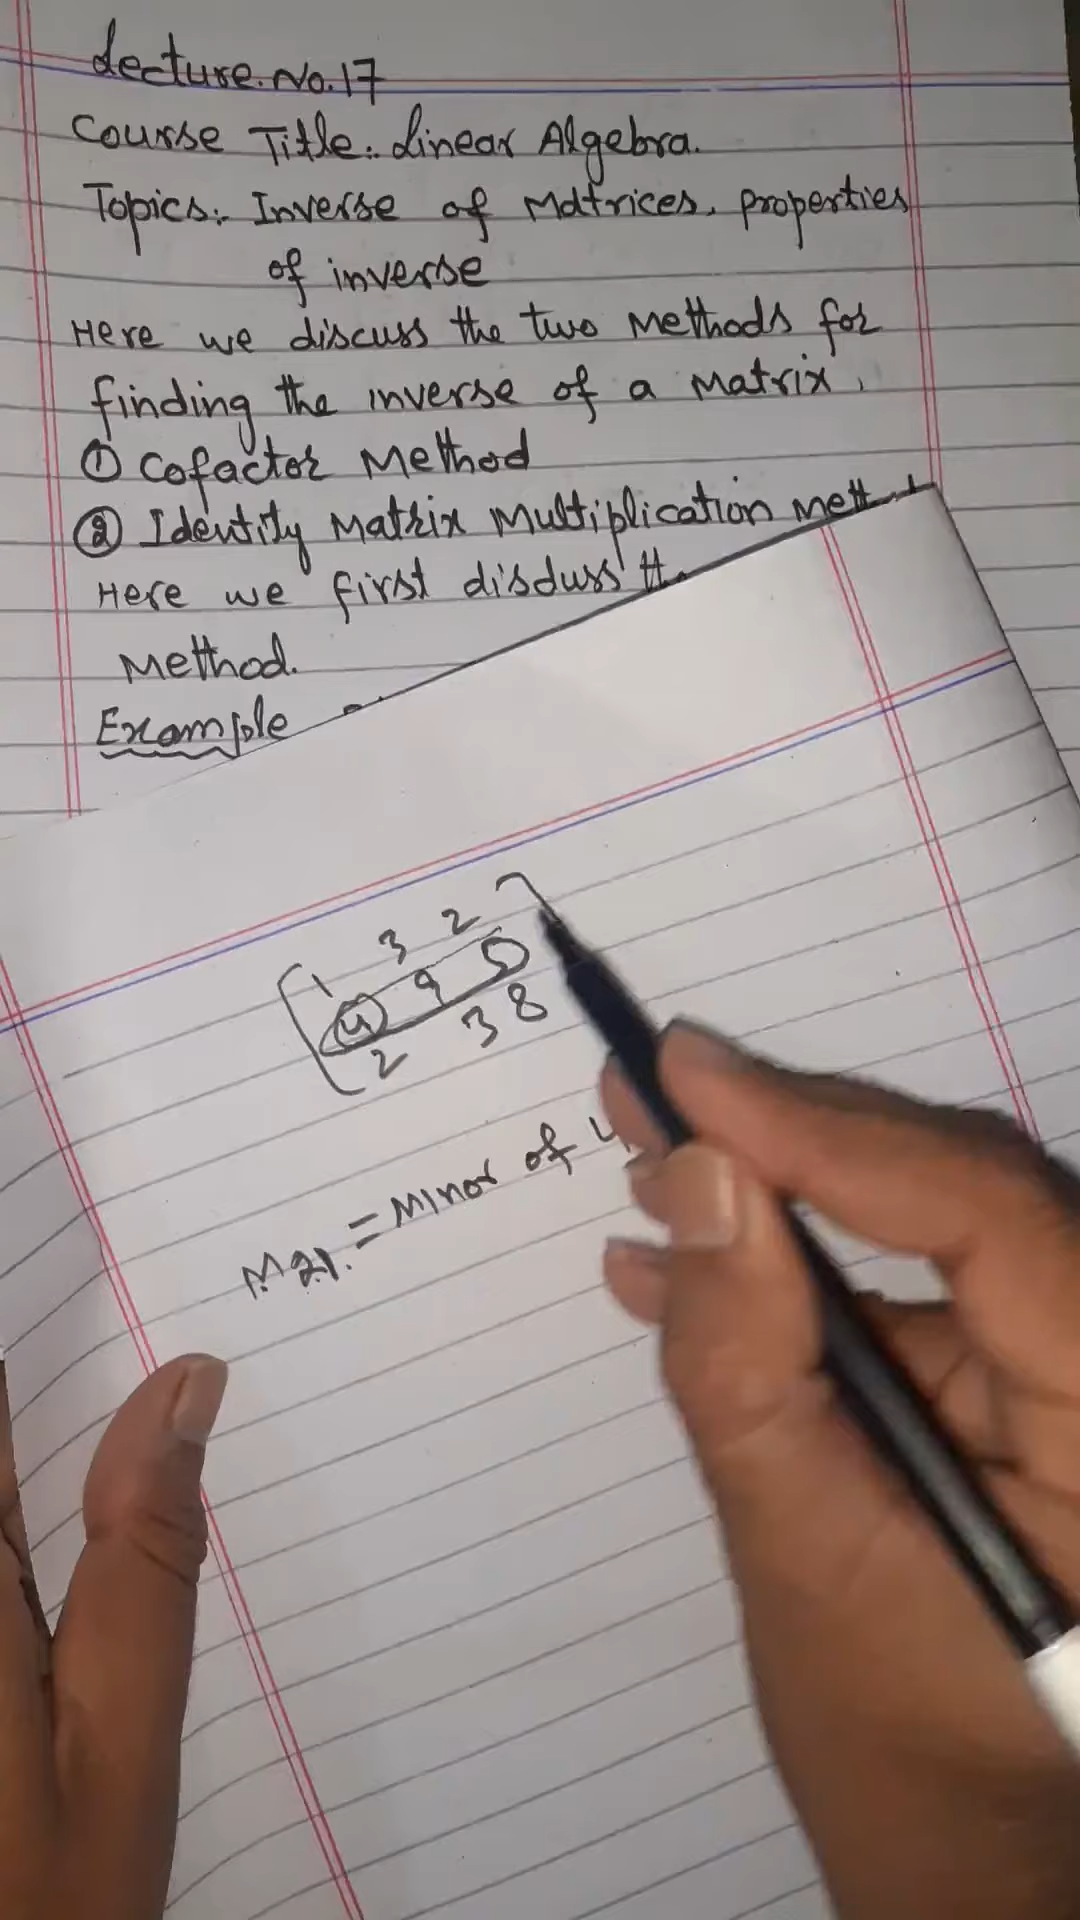 Lecture.No.17
Course Title:. Linear Algebra.
Topics:. Inverse of Matrices, properties
of inverse
Here we discuss the two Methods for
finding the inverse of a Matrix.
① Cofactor Method
② Identity Matrix Multiplication
Here we first disduss
Method.
Example
1 3 2
4 9 5
2 3 8
M21. = Minor of 4